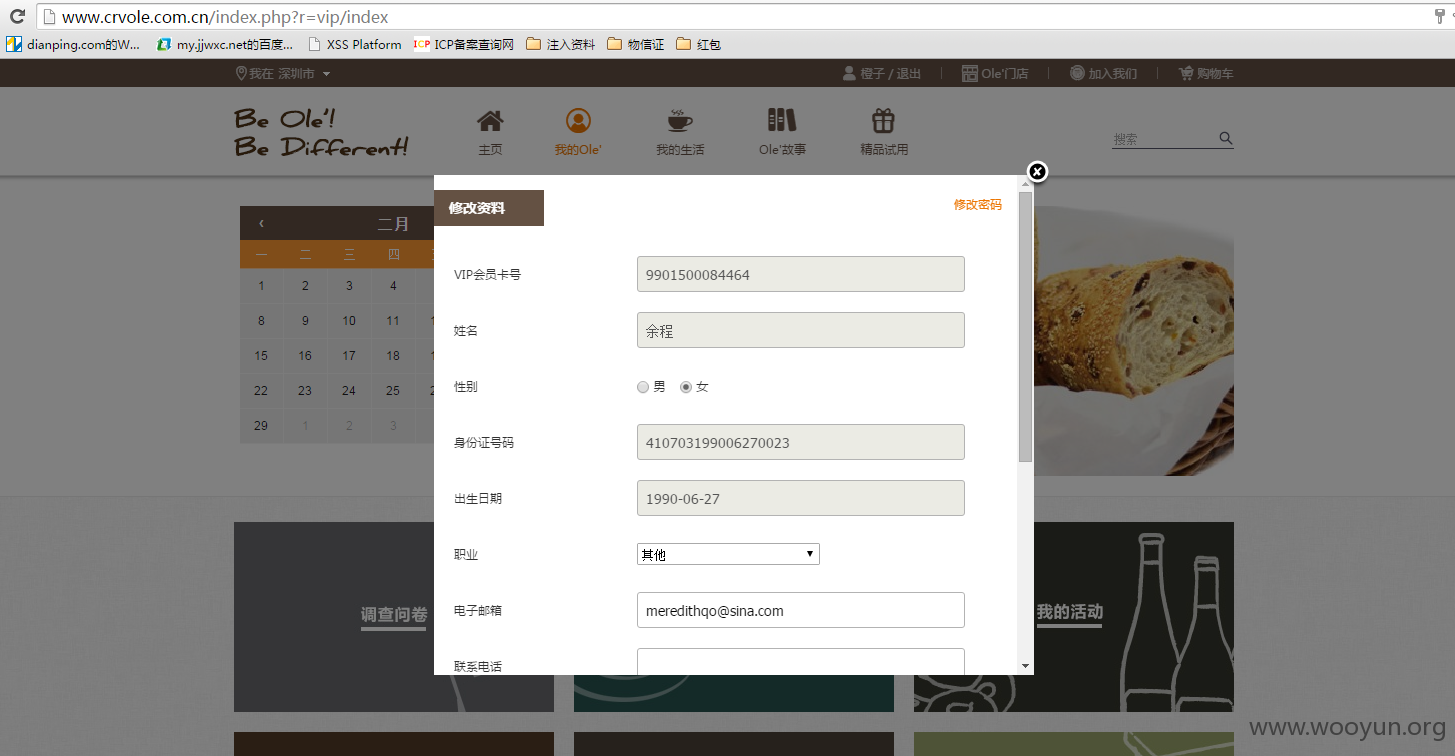 www.crvole.com.cn/index.php?r=vip/index
dianping.com的W... my.jjwxc.net的百度... XSS Platform ICP ICP备案查询网 注入资料 物信证 红包
我在 深圳市 橙子 / 退出 Ole'门店 加入我们 购物车
Be Ole'!
Be Different!
主页 我的Ole' 我的生活 Ole'故事 精品试用 搜索
修改资料 修改密码
二月
一 二 三 四
VIP会员卡号 9901500084464
1 2 3 4
8 9 10 11
姓名 余程
15 16 17 18
性别 男 女
22 23 24 25
29 1 2 3
身份证号码 410703199006270023
出生日期 1990-06-27
职业 其他
电子邮箱 meredithqo@sina.com
调查问卷 我的活动
联系电话
www.wooyun.org